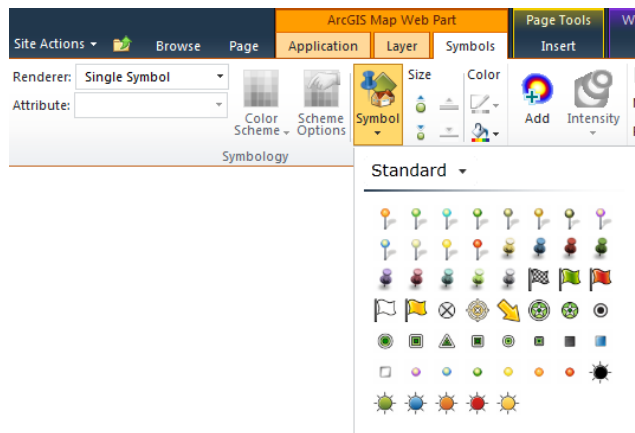 ArcGIS Map Web Part Page Tools W
Site Actions Browse Page Application Layer Symbols Insert
Renderer: Single Symbol
Attribute:
Color Scheme
Scheme Options
Symbol
Size Color
Add Intensity
Symbology
Standard